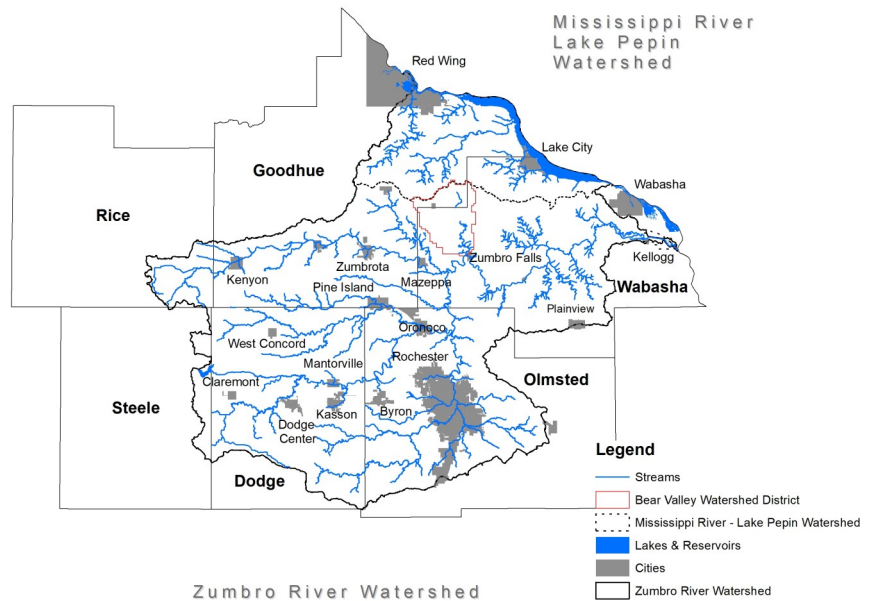 Mississippi River
Lake Pepin
Watershed
Red Wing
Lake City
Goodhue
Wabasha
Rice
Zumbrota
Zumbro Falls
Kellogg
Kenyon
Mazeppa
Wabasha
Pine Island
Plainview
Oronoco
West Concord
Rochester
Mantorville
Claremont
Olmsted
Steele
Kasson
Byron
Dodge
Center
Dodge
Legend
Streams
Bear Valley Watershed District
Mississippi River - Lake Pepin Watershed
Lakes & Reservoirs
Cities
Zumbro River Watershed
Zumbro River Watershed